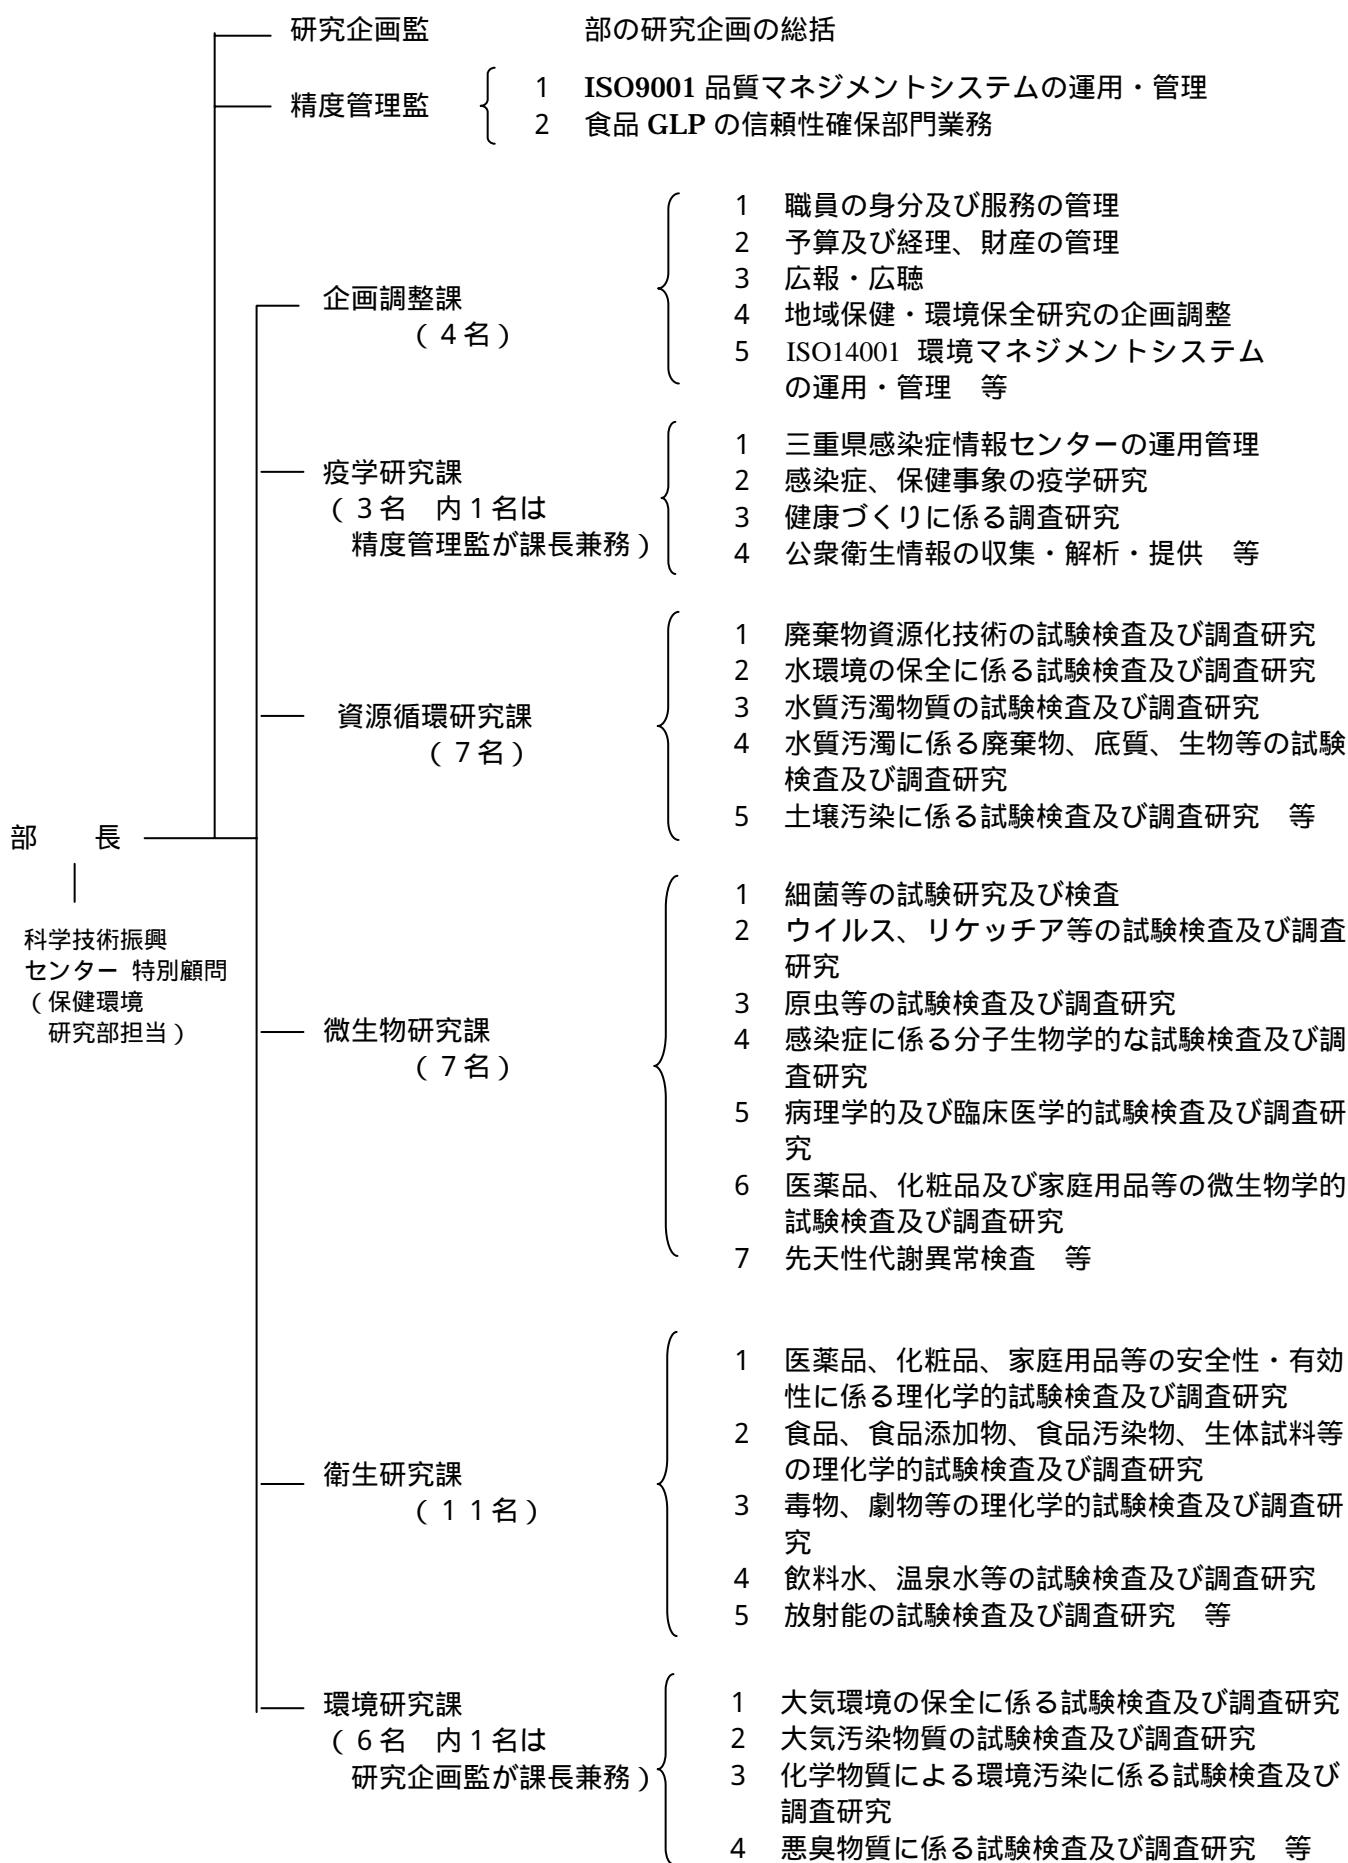 研究企画監　部の研究企画の総括
精度管理監
1　ISO9001 品質マネジメントシステムの運用・管理
2　食品 GLP の信頼性確保部門業務
企画調整課
（４名）
1　職員の身分及び服務の管理
2　予算及び経理、財産の管理
3　広報・広聴
4　地域保健・環境保全研究の企画調整
5　ISO14001 環境マネジメントシステム
の運用・管理　等
疫学研究課
（３名　内１名は
精度管理監が課長兼務）
1　三重県感染症情報センターの運用管理
2　感染症、保健事象の疫学研究
3　健康づくりに係る調査研究
4　公衆衛生情報の収集・解析・提供　等
資源循環研究課
（７名）
1　廃棄物資源化技術の試験検査及び調査研究
2　水環境の保全に係る試験検査及び調査研究
3　水質汚濁物質の試験検査及び調査研究
4　水質汚濁に係る廃棄物、底質、生物等の試験
検査及び調査研究
5　土壌汚染に係る試験検査及び調査研究　等
部　　長
科学技術振興
センター 特別顧問
（保健環境
研究部担当）
微生物研究課
（７名）
1　細菌等の試験研究及び検査
2　ウイルス、リケッチア等の試験検査及び調査
研究
3　原虫等の試験検査及び調査研究
4　感染症に係る分子生物学的な試験検査及び調
査研究
5　病理学的及び臨床医学的試験検査及び調査研
究
6　医薬品、化粧品及び家庭用品等の微生物学的
試験検査及び調査研究
7　先天性代謝異常検査　等
衛生研究課
（１１名）
1　医薬品、化粧品、家庭用品等の安全性・有効
性に係る理化学的試験検査及び調査研究
2　食品、食品添加物、食品汚染物、生体試料等
の理化学的試験検査及び調査研究
3　毒物、劇物等の理化学的試験検査及び調査研
究
4　飲料水、温泉水等の試験検査及び調査研究
5　放射能の試験検査及び調査研究　等
環境研究課
（６名　内１名は
研究企画監が課長兼務）
1　大気環境の保全に係る試験検査及び調査研究
2　大気汚染物質の試験検査及び調査研究
3　化学物質による環境汚染に係る試験検査及び
調査研究
4　悪臭物質に係る試験検査及び調査研究　等